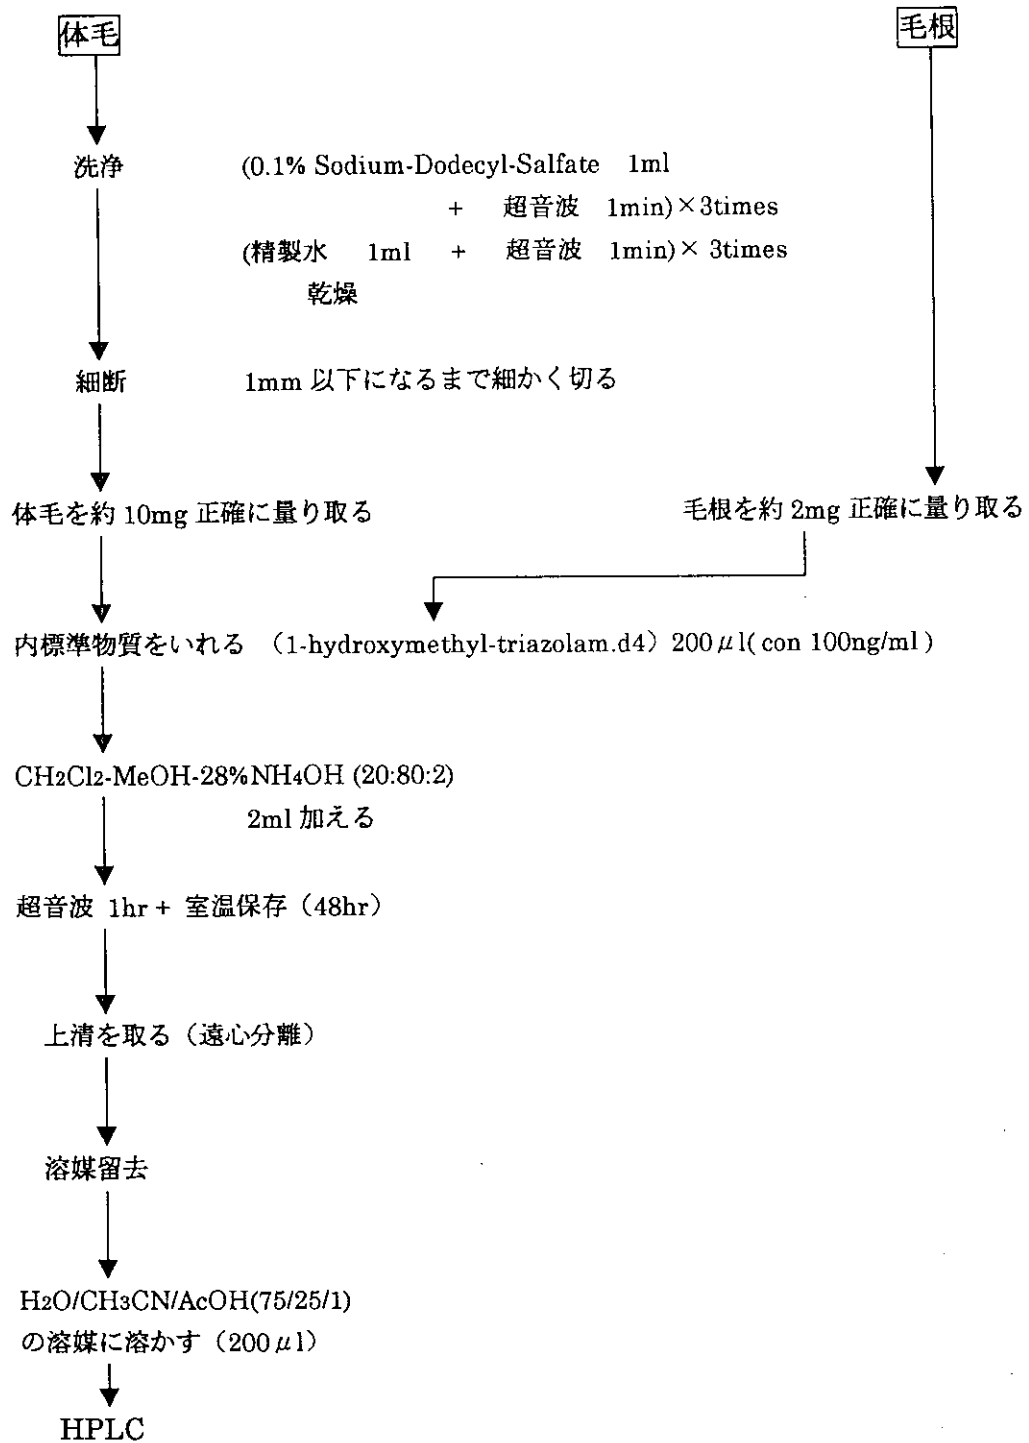 体毛
毛根
洗浄 (0.1% Sodium-Dodecyl-Salfate 1ml
+ 超音波 1min)×3times
(精製水 1ml + 超音波 1min)× 3times
乾燥
細断 1mm 以下になるまで細かく切る
体毛を約 10mg 正確に量り取る
毛根を約 2mg 正確に量り取る
内標準物質をいれる (1-hydroxymethyl-triazolam.d4) 200μl( con 100ng/ml )
CH2Cl2-MeOH-28%NH4OH (20:80:2)
2ml 加える
超音波 1hr + 室温保存(48hr)
上清を取る(遠心分離)
溶媒留去
H2O/CH3CN/AcOH(75/25/1)
の溶媒に溶かす(200μl)
HPLC